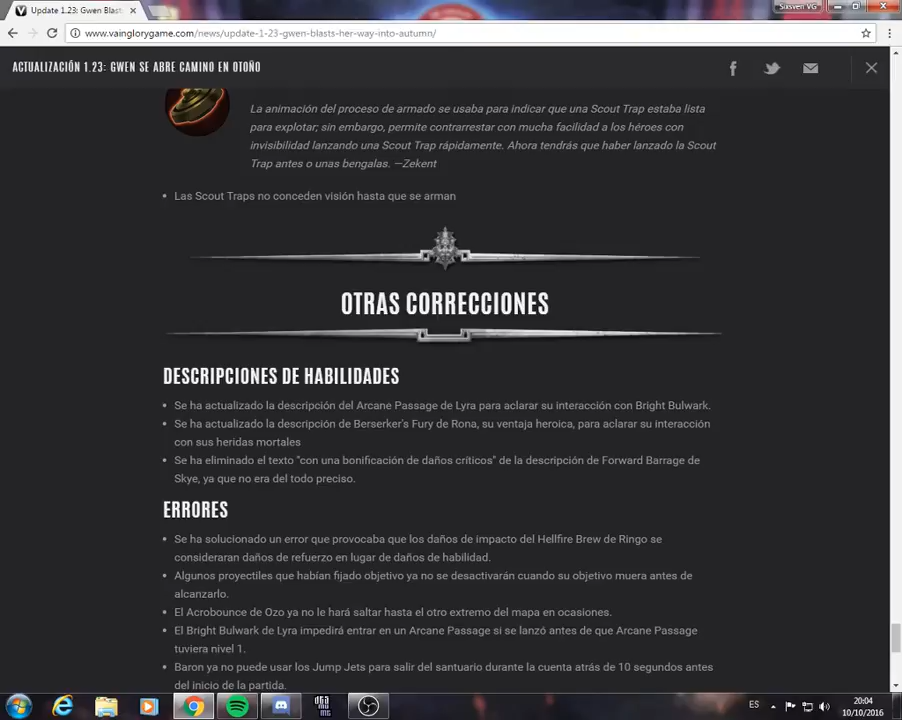 Update 1.23: Gwen Blast
Sixsven VG
www.vainglorygame.com/news/update-1-23-gwen-blasts-her-way-into-autumn/
ACTUALIZACIÓN 1.23: GWEN SE ABRE CAMINO EN OTOÑO
La animación del proceso de armado se usaba para indicar que una Scout Trap estaba lista
para explotar; sin embargo, permite contrarrestar con mucha facilidad a los héroes con
invisibilidad lanzando una Scout Trap rápidamente. Ahora tendrás que haber lanzado la Scout
Trap antes o unas bengalas. —Zekent
Las Scout Traps no conceden visión hasta que se arman
OTRAS CORRECCIONES
DESCRIPCIONES DE HABILIDADES
Se ha actualizado la descripción del Arcane Passage de Lyra para aclarar su interacción con Bright Bulwark.
Se ha actualizado la descripción de Berserker's Fury de Rona, su ventaja heroica, para aclarar su interacción
con sus heridas mortales
Se ha eliminado el texto "con una bonificación de daños críticos" de la descripción de Forward Barrage de
Skye, ya que no era del todo preciso.
ERRORES
Se ha solucionado un error que provocaba que los daños de impacto del Hellfire Brew de Ringo se
consideraran daños de refuerzo en lugar de daños de habilidad.
Algunos proyectiles que habían fijado objetivo ya no se desactivarán cuando su objetivo muera antes de
alcanzarlo.
El Acrobounce de Ozo ya no le hará saltar hasta el otro extremo del mapa en ocasiones.
El Bright Bulwark de Lyra impedirá entrar en un Arcane Passage si se lanzó antes de que Arcane Passage
tuviera nivel 1.
Baron ya no puede usar los Jump Jets para salir del santuario durante la cuenta atrás de 10 segundos antes
del inicio de la partida.
ES
20:04
10/10/2016